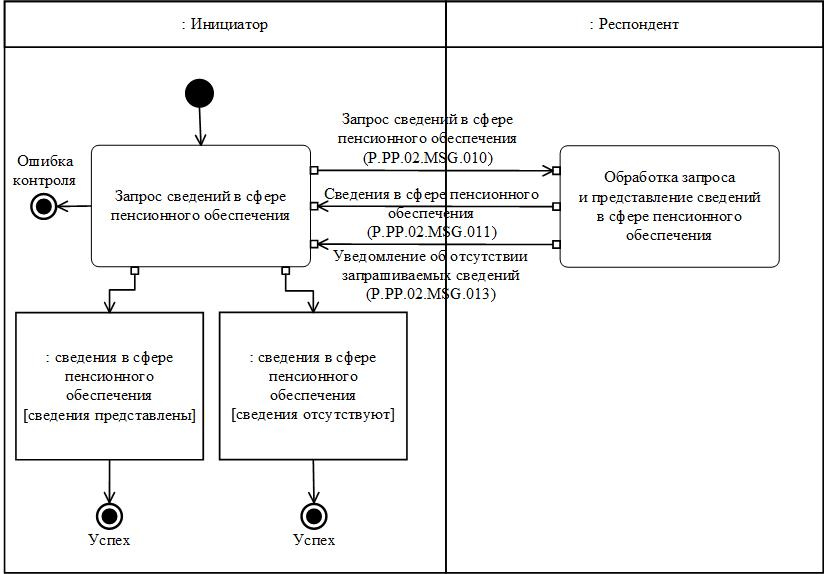 : Инициатор
: Респондент
Запрос сведений в сфере
пенсионного обеспечения
(P.PP.02.MSG.010)
Ошибка
контроля
Запрос сведений в сфере
пенсионного обеспечения
Сведения в сфере пенсионного
обеспечения
(P.PP.02.MSG.011)
Обработка запроса
и представление сведений
в сфере пенсионного
обеспечения
Уведомление об отсутствии
запрашиваемых сведений
(P.PP.02.MSG.013)
: сведения в сфере
пенсионного
обеспечения
[сведения представлены]
: сведения в сфере
пенсионного
обеспечения
[сведения отсутствуют]
Успех
Успех